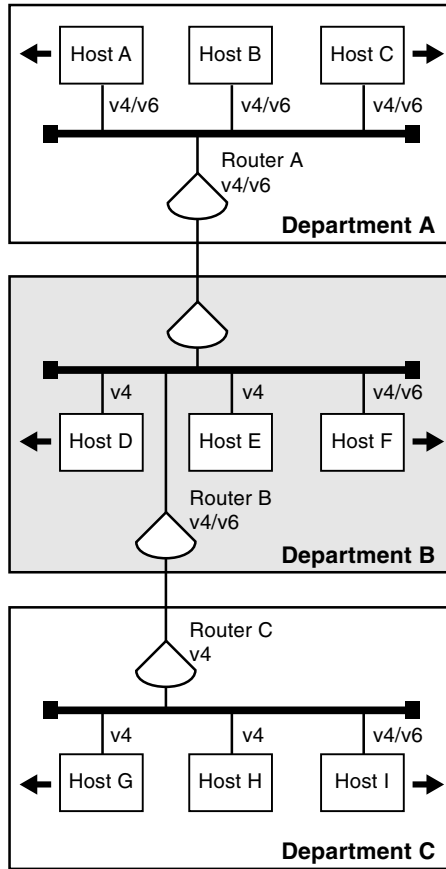 Host A Host B Host C
v4/v6 v4/v6 v4/v6
Router A
v4/v6
Department A
v4 v4 v4/v6
Host D Host E Host F
Router B
v4/v6
Department B
Router C
v4
v4 v4 v4/v6
Host G Host H Host I
Department C